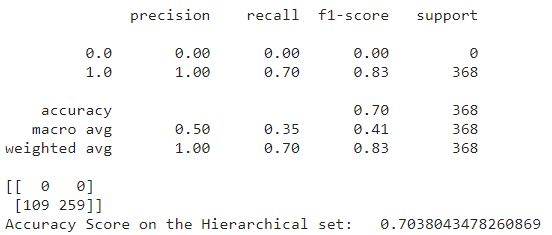 precision recall f1-score support
0.0 0.00 0.00 0.00 0
1.0 1.00 0.70 0.83 368
accuracy 0.70 368
macro avg 0.50 0.35 0.41 368
weighted avg 1.00 0.70 0.83 368
[[ 0 0]
[109 259]]
Accuracy Score on the Hierarchical set: 0.7038043478260869